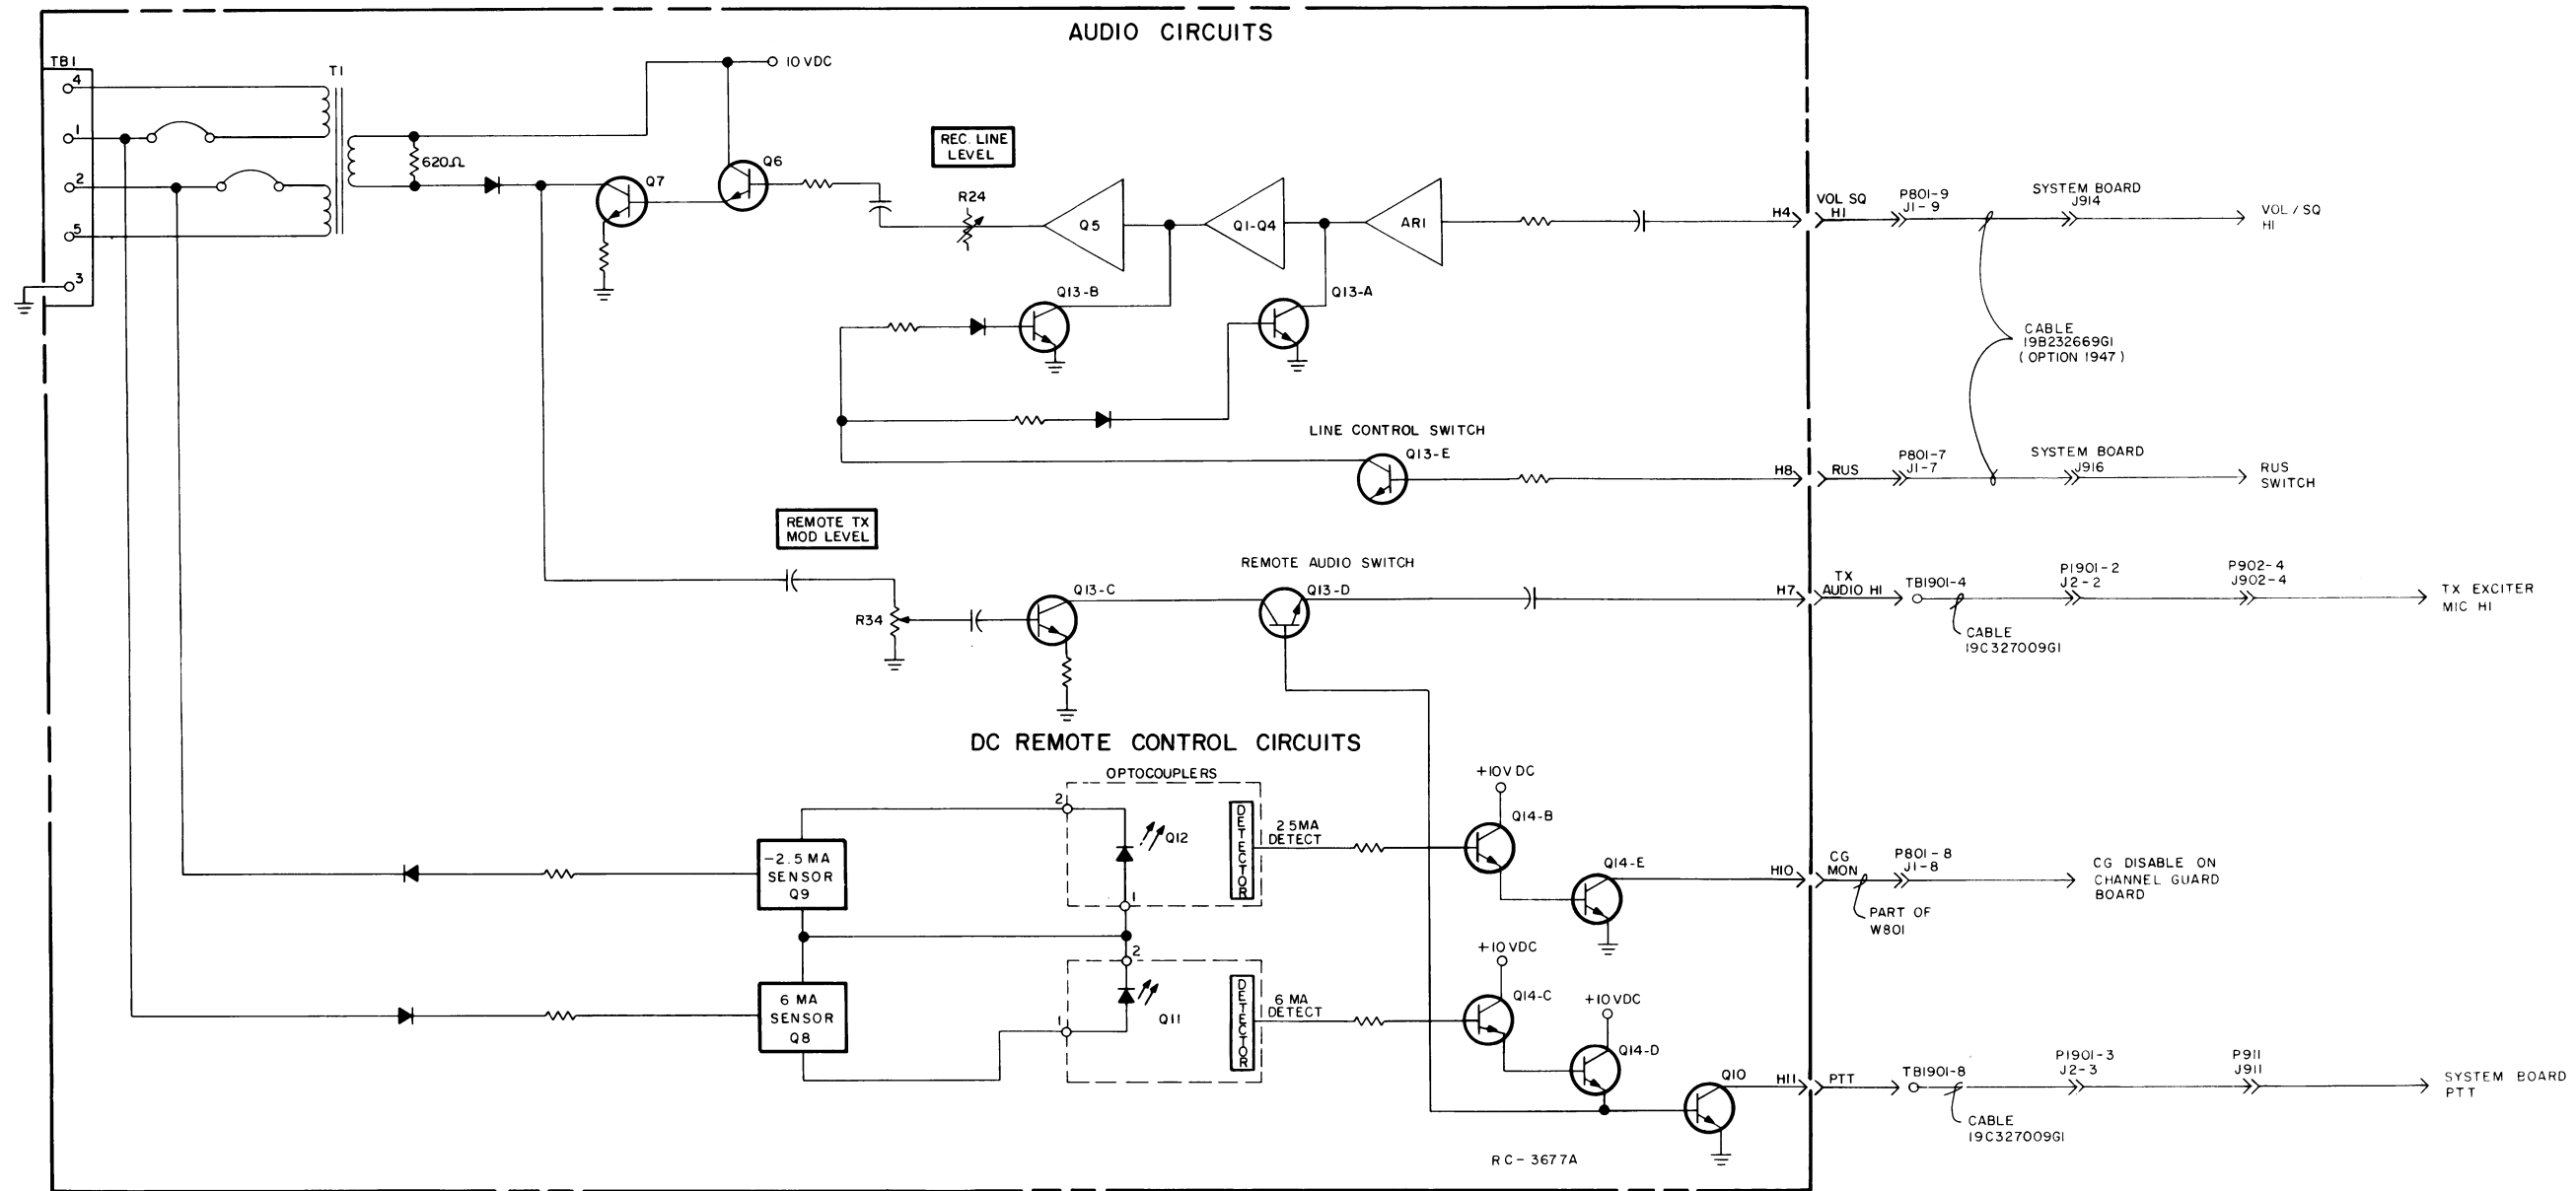 AUDIO CIRCUITS
TB1
4
1
2
5
3
T1
620Ω
10 VDC
Q7
Q6
REC. LINE
LEVEL
R24
Q5
Q1-Q4
AR1
Q13-B
Q13-A
H4
VOL SQ
HI
P801-9
J1-9
SYSTEM BOARD
J914
VOL/SQ
HI
CABLE
19B232669G1
(OPTION 1947)
LINE CONTROL SWITCH
Q13-E
H8
RUS
P801-7
J1-7
SYSTEM BOARD
J916
RUS
SWITCH
REMOTE TX
MOD LEVEL
R34
Q13-C
REMOTE AUDIO SWITCH
Q13-D
H7
TX
AUDIO HI
TB1901-4
CABLE
19C327009G1
P1901-2
J2-2
P902-4
J902-4
TX EXCITER
MIC HI
DC REMOTE CONTROL CIRCUITS
OPTOCOUPLERS
-2.5 MA
SENSOR
Q9
2
Q12
1
DETECTOR
2.5MA
DETECT
+10V DC
Q14-B
Q14-E
H10
CG
MON
P801-8
J1-8
PART OF
W801
CG DISABLE ON
CHANNEL GUARD
BOARD
6 MA
SENSOR
Q8
2
1
Q11
DETECTOR
6 MA
DETECT
+10VDC
Q14-C
+10VDC
Q14-D
Q10
H11
PTT
TB1901-8
CABLE
19C327009G1
P1901-3
J2-3
P911
J911
SYSTEM BOARD
PTT
RC-3677A